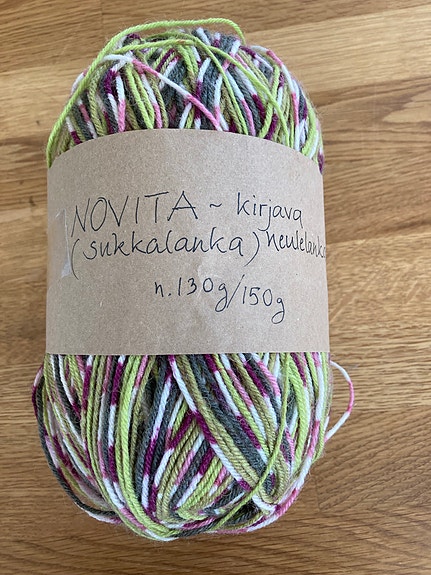 NOVITA ~ kirjava
(sukkalanka) neulelanka
n.130g/150g